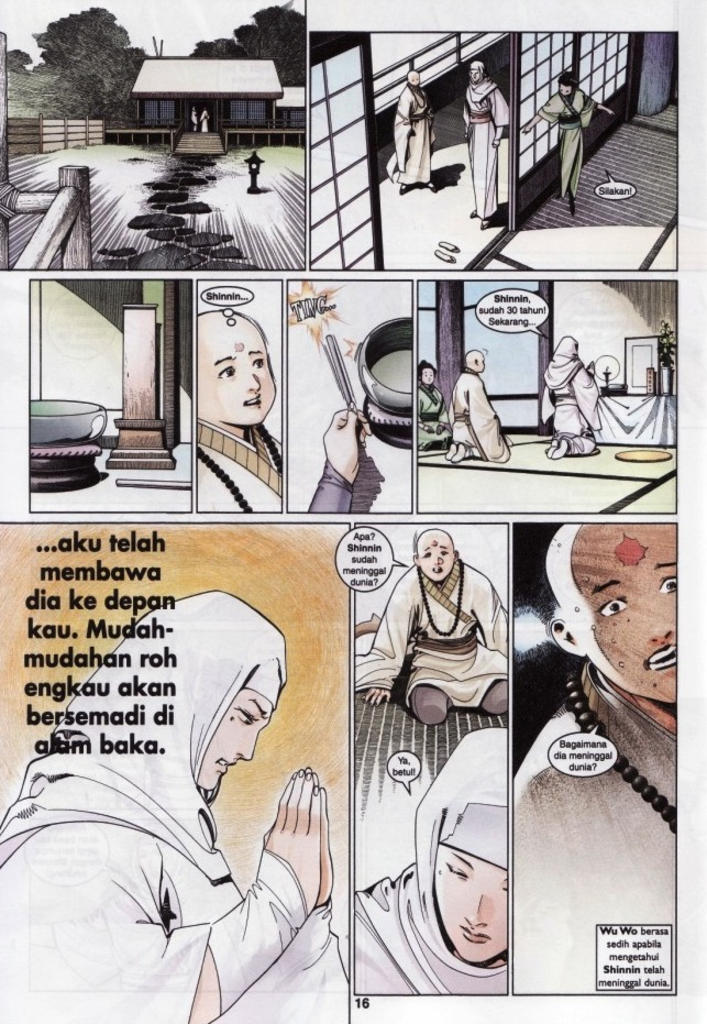 Silakan!
Shinnin...
TING...
Shinnin,
sudah 30 tahun!
Sekarang...
...aku telah
membawa
dia ke depan
kau. Mudah-
mudahan roh
engkau akan
bersemadi di
alam baka.
Apa?
Shinnin
sudah
meninggal
dunia?
Ya,
betul!
Bagaimana
dia meninggal
dunia?
Wu Wo berasa
sedih apabila
mengetahui
Shinnin telah
meninggal dunia.
16